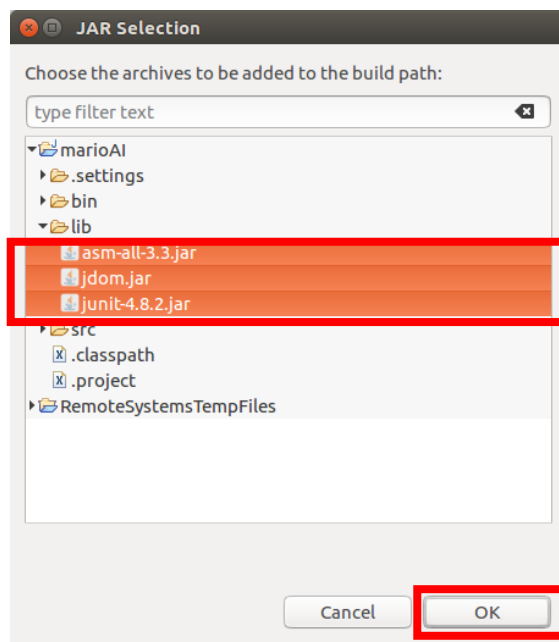 JAR Selection
Choose the archives to be added to the build path:
type filter text
marioAI
.settings
bin
lib
asm-all-3.3.jar
jdom.jar
junit-4.8.2.jar
src
.classpath
.project
RemoteSystemsTempFiles
Cancel
OK